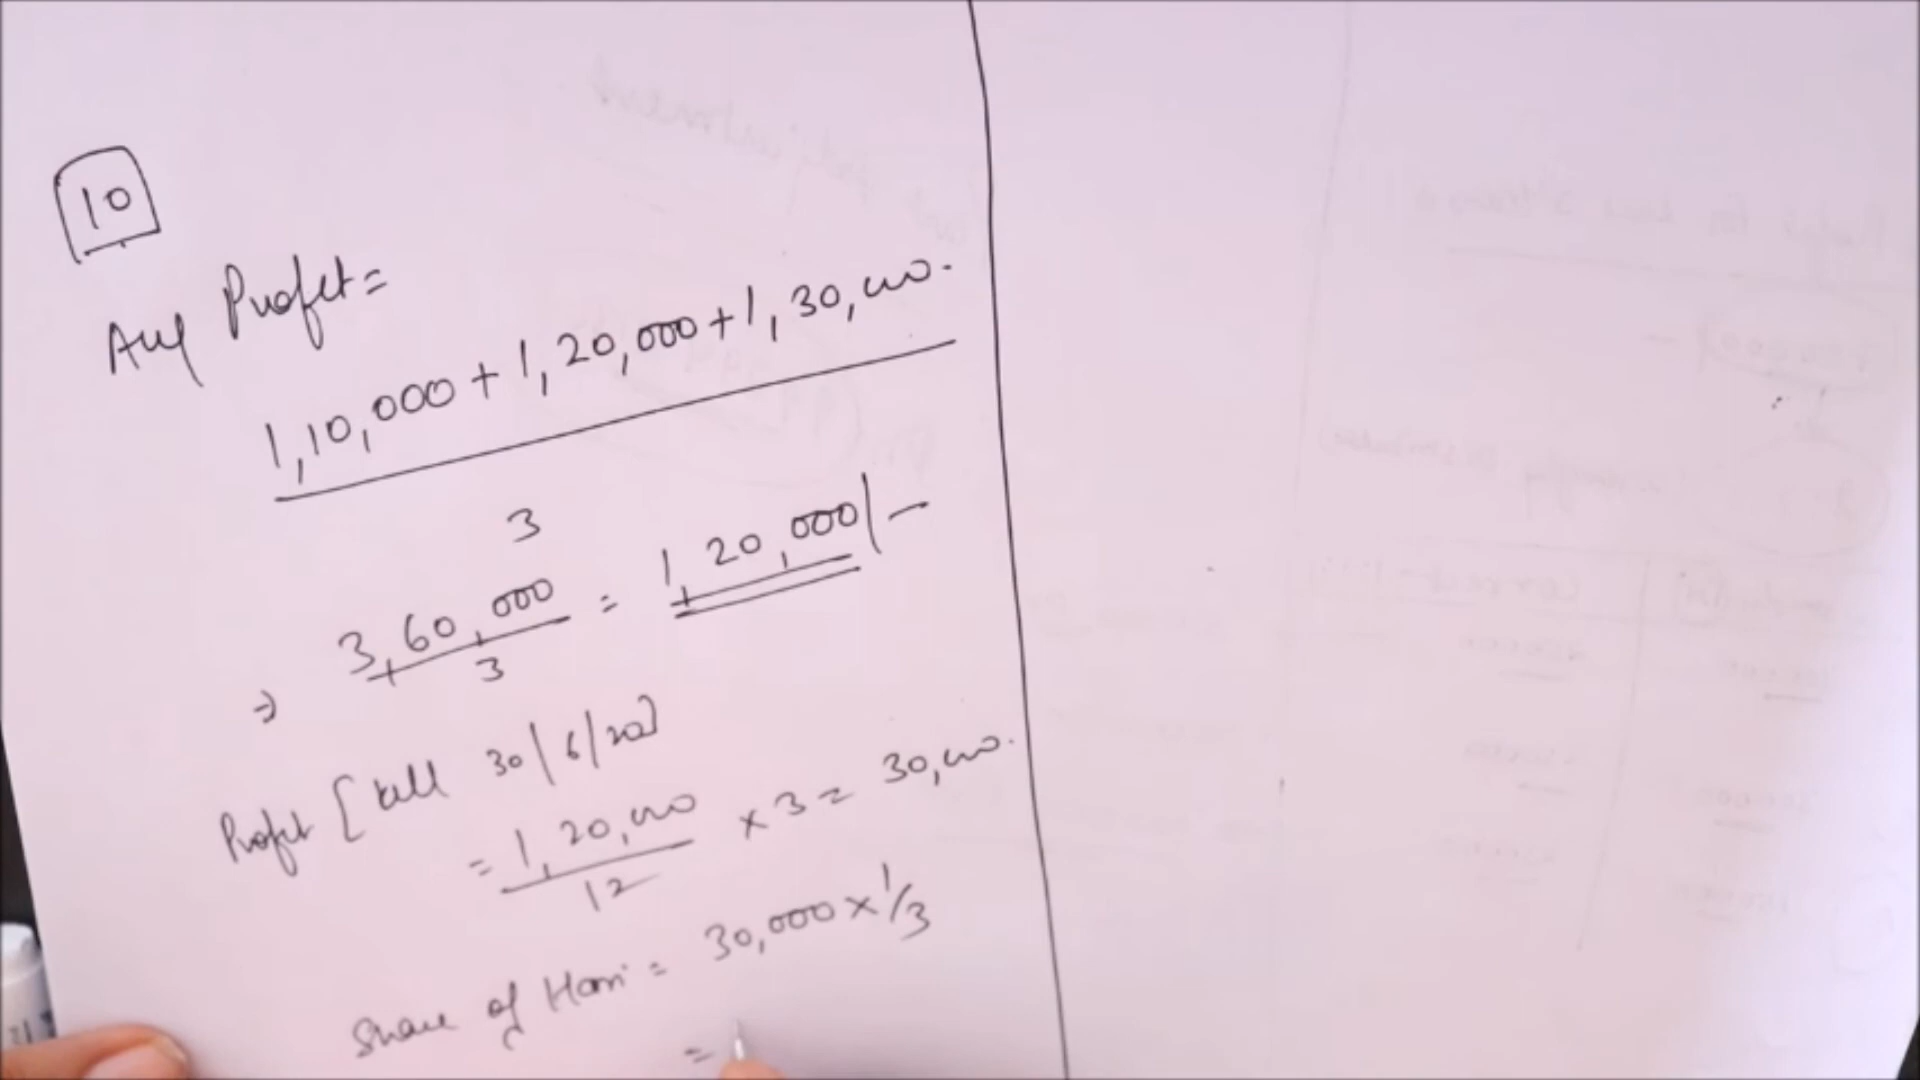 10
Avg Profit =
1,10,000 + 1,20,000 + 1,30,000.
3
⇒ 3,60,000 = 1,20,000/-
3
Profit [till 30/6/202]
= 1,20,000 × 3 = 30,000.
12
Share of Hari = 30,000 × 1/3
=